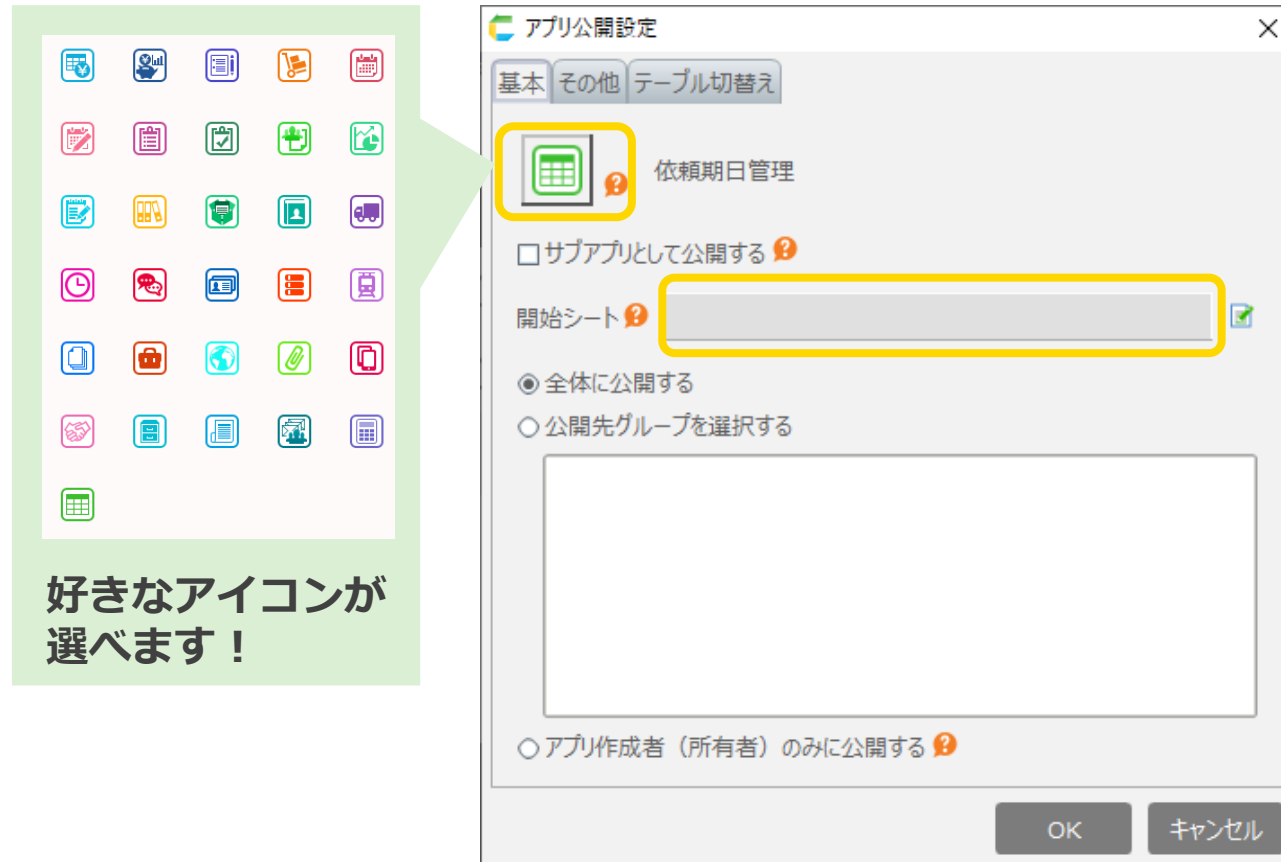 好きなアイコンが
選べます！
アプリ公開設定
基本 その他 テーブル切替え
依頼期日管理
サブアプリとして公開する
開始シート
全体に公開する
公開先グループを選択する
アプリ作成者（所有者）のみに公開する
OK キャンセル